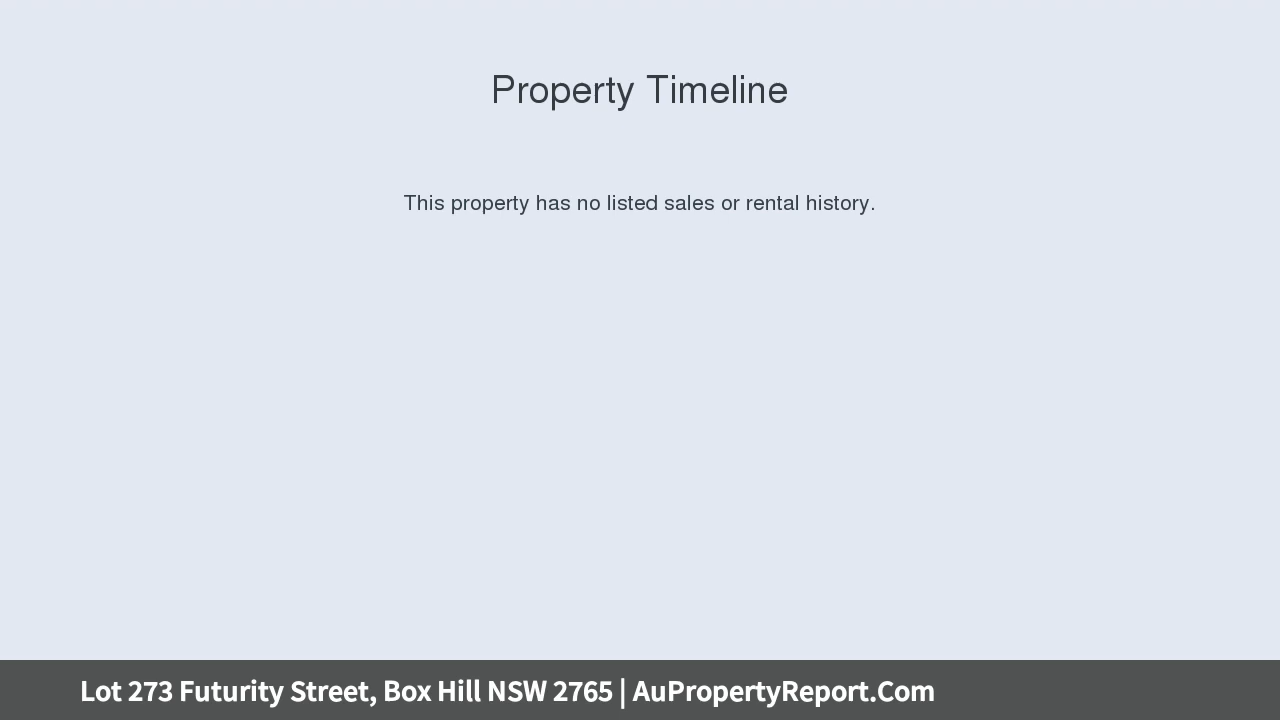 Property Timeline
This property has no listed sales or rental history.
Lot 273 Futurity Street, Box Hill NSW 2765 | AuPropertyReport.Com